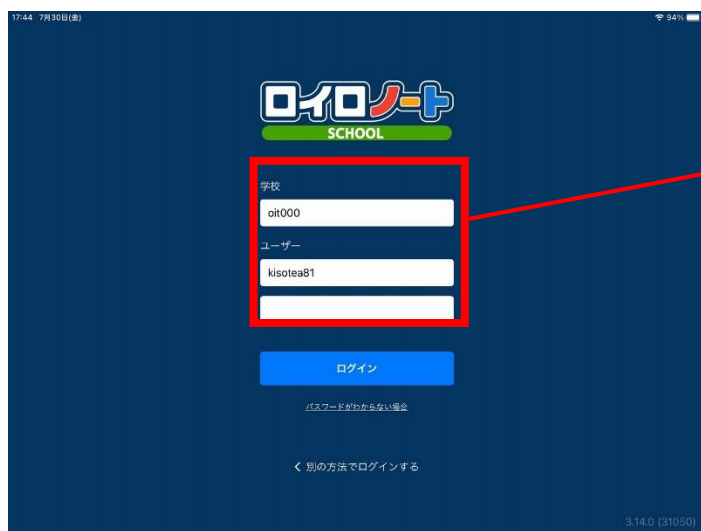 17:44 7月30日(金)
94%
ロイロノート
SCHOOL
学校
oit000
ユーザー
kisotea81
ログイン
パスワードがわからない場合
く 別の方法でログインする
3.14.0 (31050)